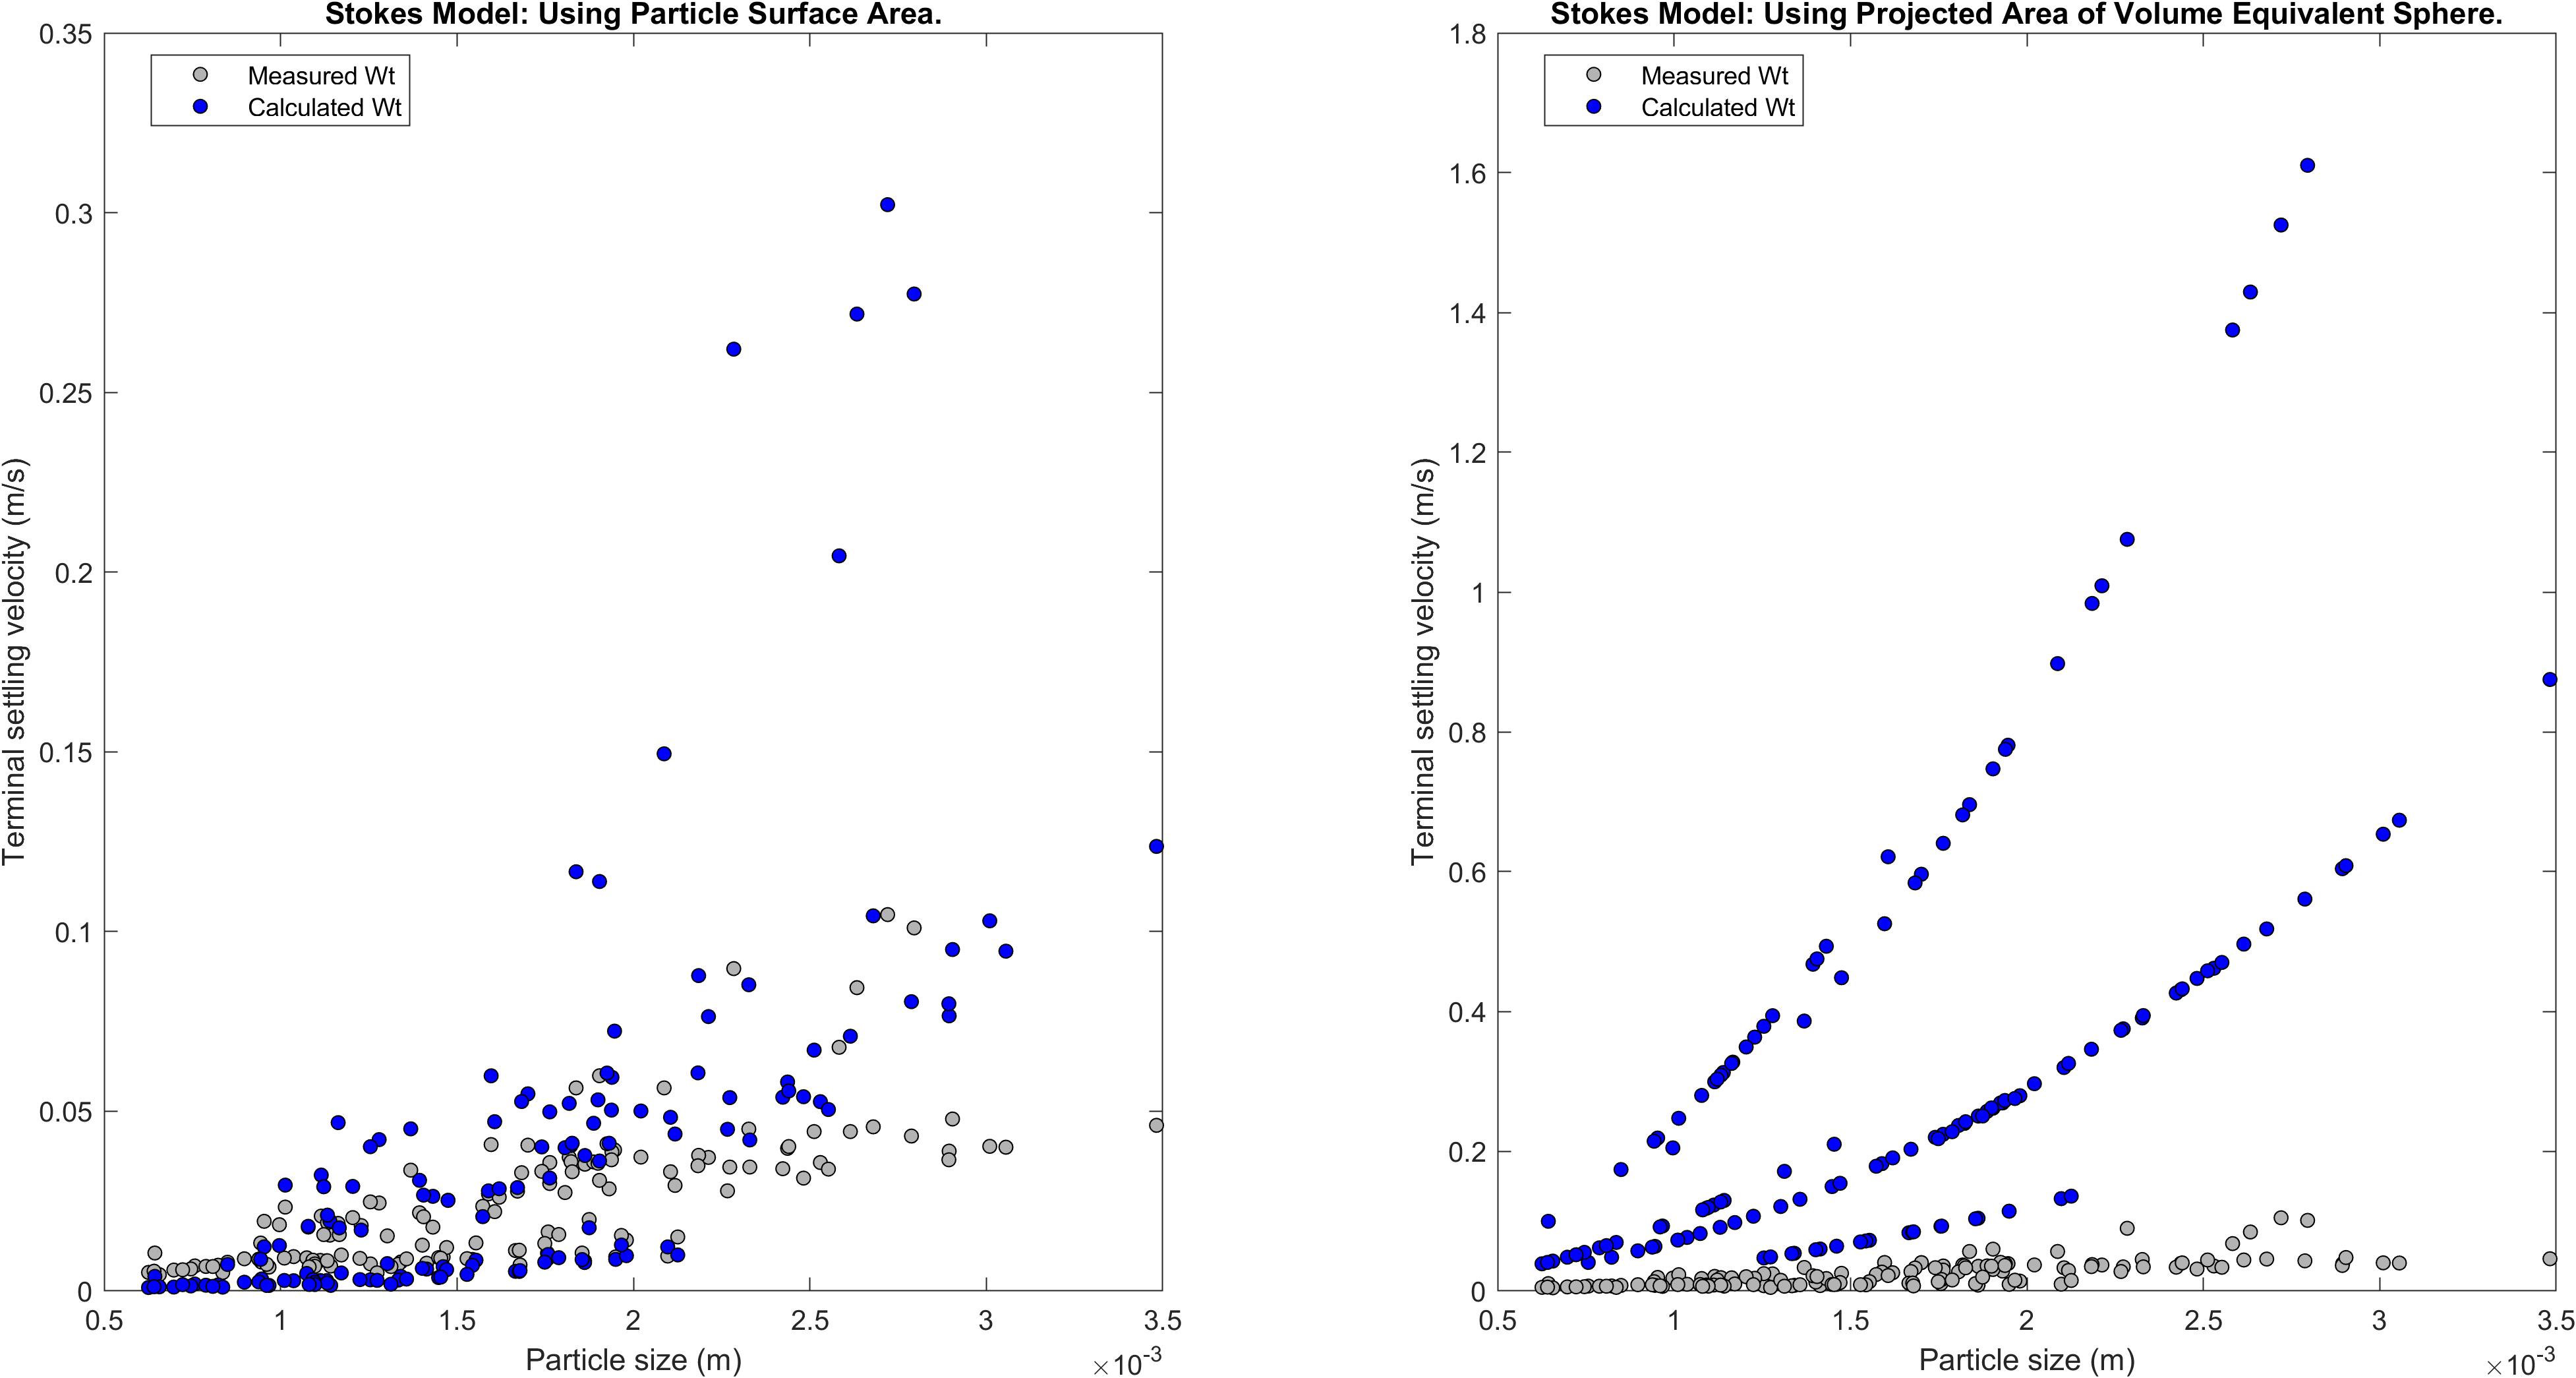 Stokes Model: Using Particle Surface Area.
0.35
0.3
0.25
0.2
0.15
0.1
0.05
0
Terminal settling velocity (m/s)
Measured Wt
Calculated Wt
0.5 1 1.5 2 2.5 3 3.5
Particle size (m)
×10-3
Stokes Model: Using Projected Area of Volume Equivalent Sphere.
1.8
1.6
1.4
1.2
1
0.8
0.6
0.4
0.2
0
Terminal settling velocity (m/s)
Measured Wt
Calculated Wt
0.5 1 1.5 2 2.5 3 3.5
Particle size (m)
×10-3